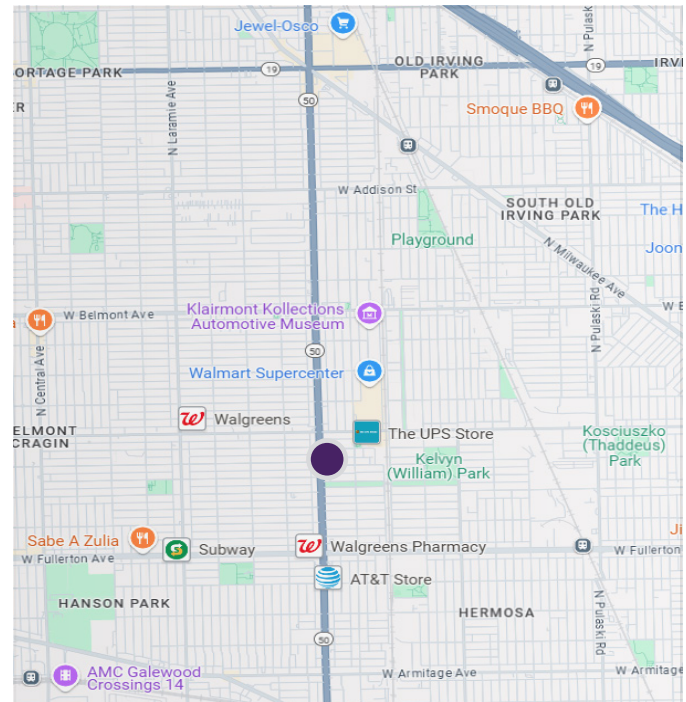 Jewel-Osco
N Pulask
ORTAGE PARK
19
OLD IRVING
PARK
19
IRVI
50
ER
Smoque BBQ
N Laramie Ave
W Addison St
SOUTH OLD
IRVING PARK
The H
Playground
Joon
N Milwaukee Ave
Klairmont Kollections
Automotive Museum
W Belmont Ave
W E
N Pulaski Rd
50
Walmart Supercenter
N Central Ave
Walgreens
ELMONT
CRAGIN
The UPS Store
Kosciuszko
(Thaddeus)
Park
Kelvyn
(William) Park
Sabe A Zulia
Ji
Subway
Walgreens Pharmacy
W Fullerton Ave
W Fullerton
AT&T Store
HANSON PARK
HERMOSA
N Pulaski Rd
50
AMC Galewood
Crossings 14
W Armitage Ave
W Armitage